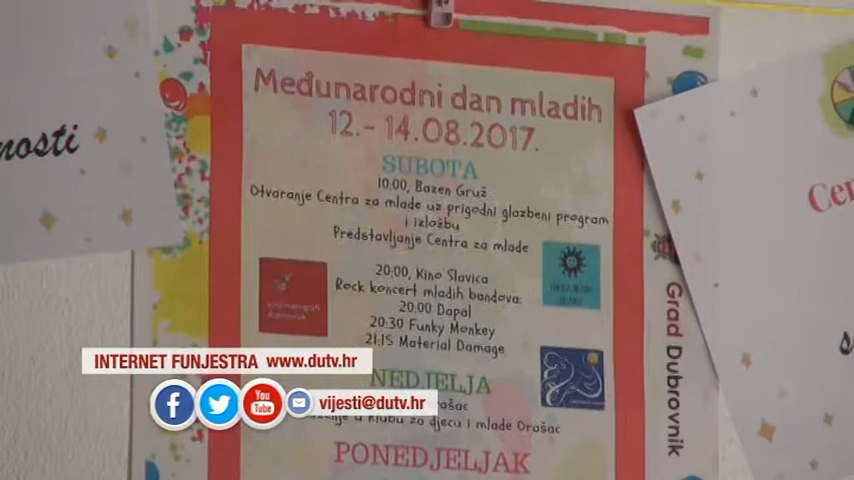 nosti
Međunarodni dan mladih
12.- 14.08.2017.
SUBOTA
10:00, Bazen Gruž
Otvaranje Centra za mlade uz prigodni glazbeni program
i izložbu
Predstavljanje Centra za mlade
20:00, Kino Slavica
Rock koncert mladih bandova:
20:00 Dapal
20:30 Funky Monkey
21:15 Material Damage
NEDJELJA
Orašac
u klubu za djecu i mlade Orašac
PONEDJELJAK
Grad Dubrovnik
Cen
INTERNET FUNJESTRA www.dutv.hr
You Tube
vijesti@dutv.hr